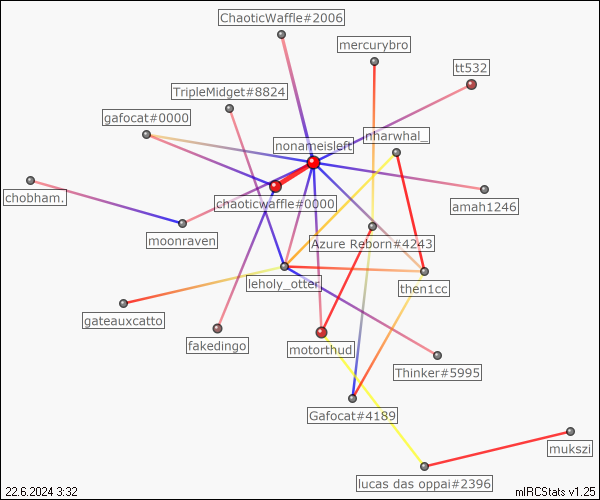 ChaoticWaffle#2006
mercurybro
tt532
TripleMidget#8824
gafocat#0000
nharwhal_
nonameisleft
chobham.
chaoticwaffle#0000
amah1246
moonraven
Azure Reborn#4243
leholy_otter
then1cc
gateauxcatto
fakedingo
motorthud
Thinker#5995
Gafocat#4189
mukszi
lucas das oppai#2396
22.6.2024 3:32
mIRCStats v1.25